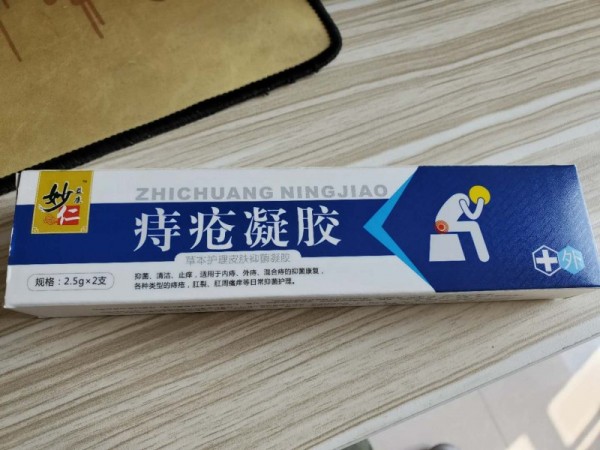 妙仁
益康
ZHICHUANG NINGJIAO
痔疮凝胶
草本护理皮肤抑菌凝胶
规格：2.5g×2支
抑菌、清洁、止痒，适用于内痔、外痔、混合痔的抑菌康复，
各种类型的痔疮，肛裂、肛周瘙痒等日常抑菌护理。
外